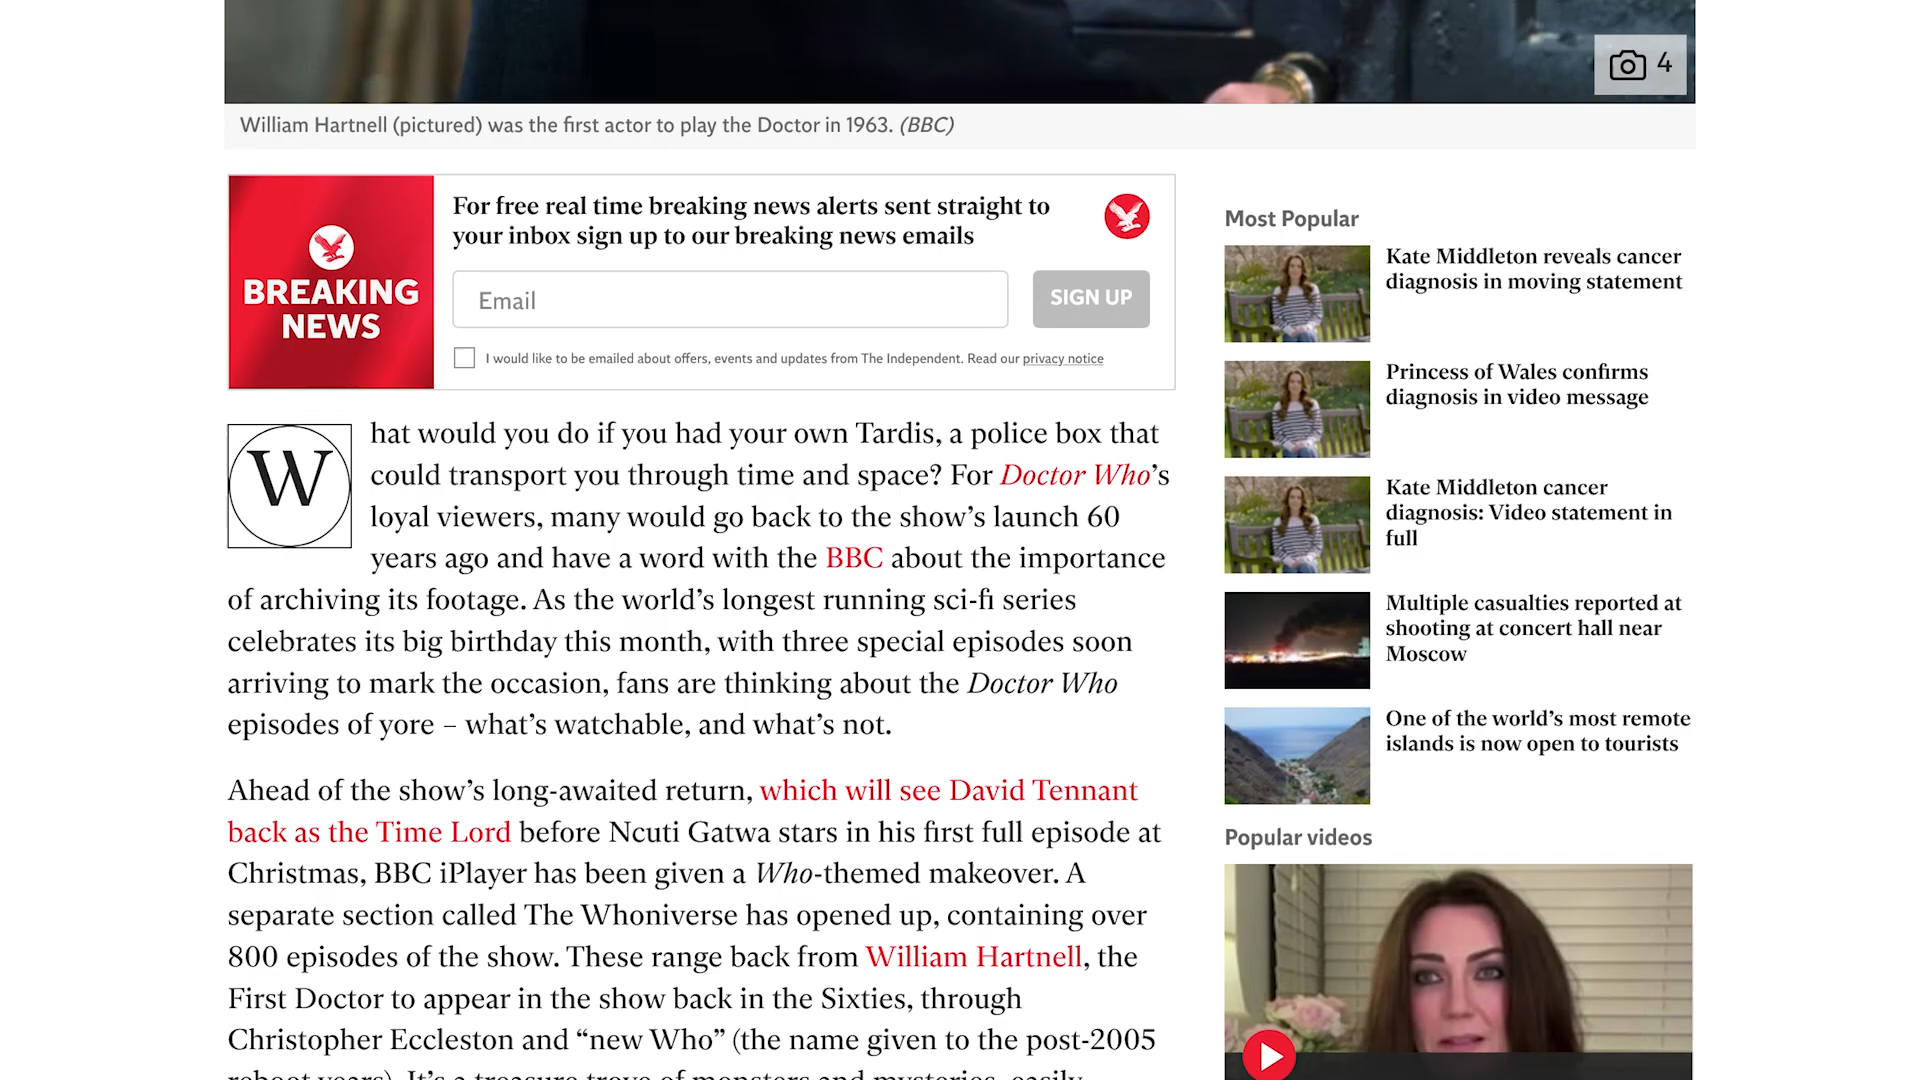 4
William Hartnell (pictured) was the first actor to play the Doctor in 1963. (BBC)
BREAKING
NEWS
For free real time breaking news alerts sent straight to
your inbox sign up to our breaking news emails
Email
SIGN UP
I would like to be emailed about offers, events and updates from The Independent. Read our privacy notice
What would you do if you had your own Tardis, a police box that
could transport you through time and space? For Doctor Who’s
loyal viewers, many would go back to the show’s launch 60
years ago and have a word with the BBC about the importance
of archiving its footage. As the world’s longest running sci-fi series
celebrates its big birthday this month, with three special episodes soon
arriving to mark the occasion, fans are thinking about the Doctor Who
episodes of yore – what’s watchable, and what’s not.
Ahead of the show’s long-awaited return, which will see David Tennant
back as the Time Lord before Ncuti Gatwa stars in his first full episode at
Christmas, BBC iPlayer has been given a Who-themed makeover. A
separate section called The Whoniverse has opened up, containing over
800 episodes of the show. These range back from William Hartnell, the
First Doctor to appear in the show back in the Sixties, through
Christopher Eccleston and “new Who” (the name given to the post-2005
reboot years). It’s a treasure trove of monsters and mysteries, easily
Most Popular
Kate Middleton reveals cancer
diagnosis in moving statement
Princess of Wales confirms
diagnosis in video message
Kate Middleton cancer
diagnosis: Video statement in
full
Multiple casualties reported at
shooting at concert hall near
Moscow
One of the world’s most remote
islands is now open to tourists
Popular videos